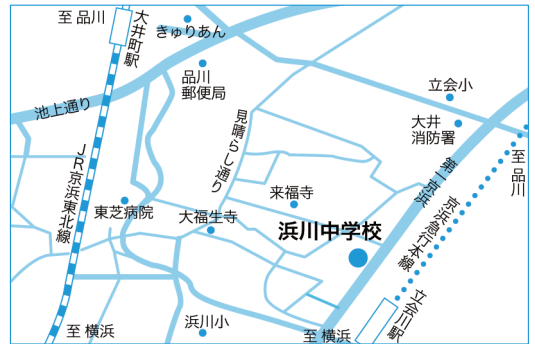 至 品川
大井町駅
きゅりあん
品川
郵便局
池上通り
立会小
大井
消防署
見晴らし通り
第一京浜
至 品川
JR京浜東北線
東芝病院
大福生寺
来福寺
浜川中学校
京浜急行本線
立会川駅
至 横浜
浜川小
至 横浜